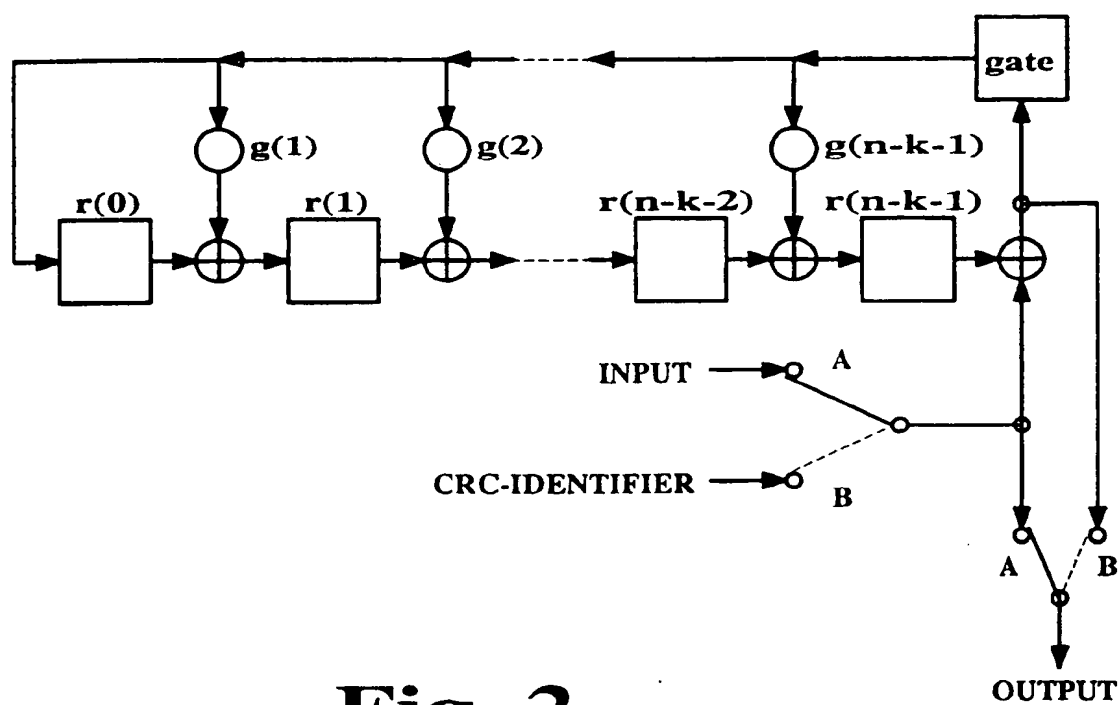 gate
g(1)
g(2)
g(n-k-1)
r(0)
r(1)
r(n-k-2)
r(n-k-1)
INPUT
A
CRC-IDENTIFIER
B
A
B
OUTPUT